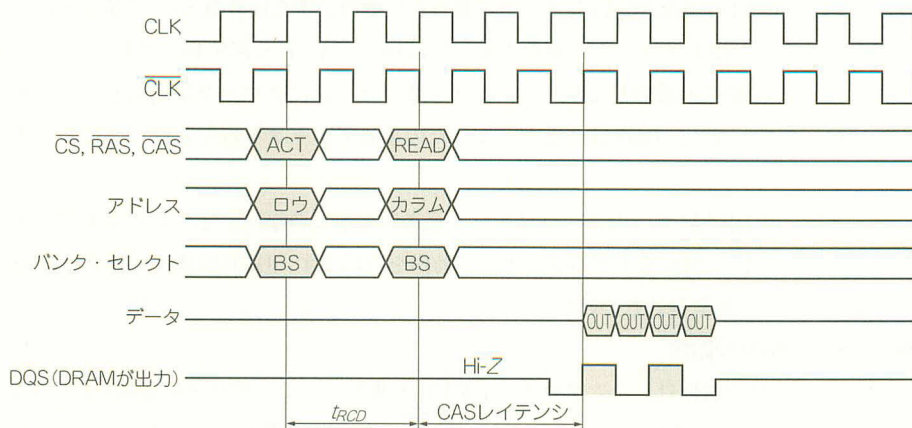 CLK
CLK
CS, RAS, CAS ACT READ
アドレス ロウ カラム
バンク・セレクト BS BS
データ OUT OUT OUT OUT
DQS(DRAMが出力) Hi-Z
tRCD CASレイテンシ